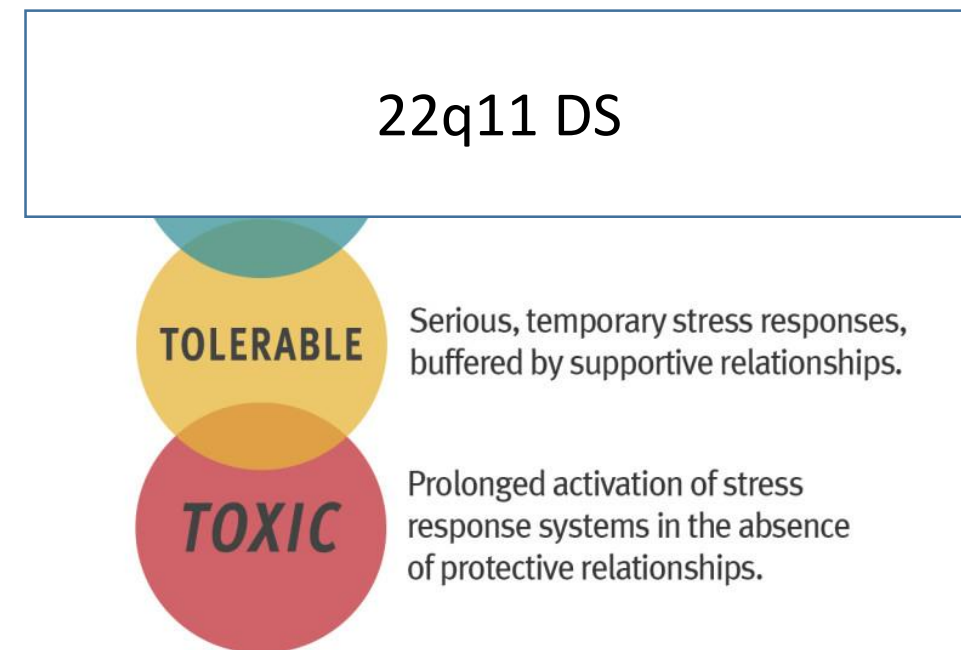 22q11 DS
TOLERABLE
Serious, temporary stress responses,
buffered by supportive relationships.
TOXIC
Prolonged activation of stress
response systems in the absence
of protective relationships.